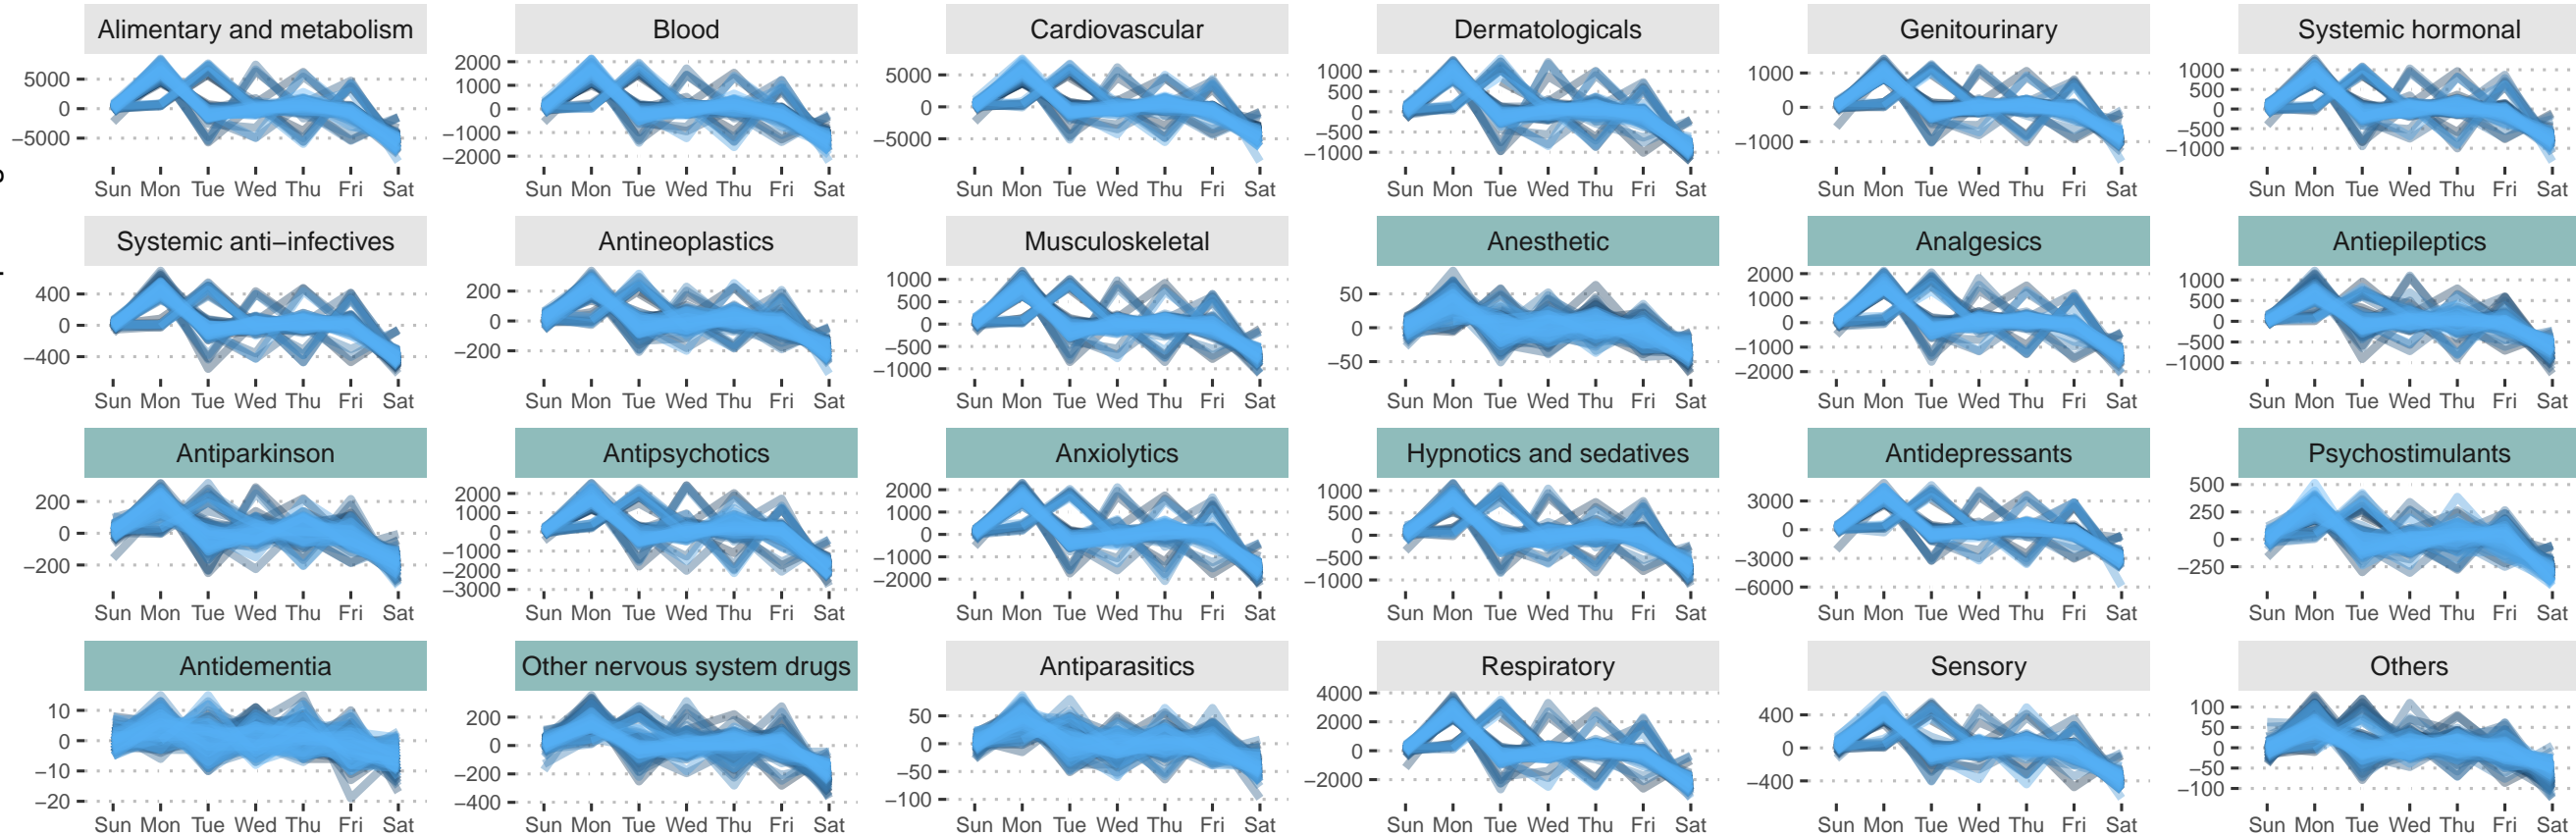 Alimentary and metabolism Blood Cardiovascular Dermatologicals Genitourinary Systemic hormonal
5000 0 −5000
2000 1000 0 −1000 −2000
5000 0 −5000
1000 500 0 −500 −1000
1000 0 −1000
1000 500 0 −500 −1000
Sun Mon Tue Wed Thu Fri Sat Sun Mon Tue Wed Thu Fri Sat Sun Mon Tue Wed Thu Fri Sat Sun Mon Tue Wed Thu Fri Sat Sun Mon Tue Wed Thu Fri Sat Sun Mon Tue Wed Thu Fri Sat
Systemic anti−infectives Antineoplastics Musculoskeletal Anesthetic Analgesics Antiepileptics
400 0 −400
200 0 −200
1000 500 0 −500 −1000
50 0 −50
2000 1000 0 −1000 −2000
1000 500 0 −500 −1000
Sun Mon Tue Wed Thu Fri Sat Sun Mon Tue Wed Thu Fri Sat Sun Mon Tue Wed Thu Fri Sat Sun Mon Tue Wed Thu Fri Sat Sun Mon Tue Wed Thu Fri Sat Sun Mon Tue Wed Thu Fri Sat
Antiparkinson Antipsychotics Anxiolytics Hypnotics and sedatives Antidepressants Psychostimulants
200 0 −200
2000 1000 0 −1000 −2000 −3000
2000 1000 0 −1000 −2000
1000 500 0 −500 −1000
3000 0 −3000 −6000
500 250 0 −250
Sun Mon Tue Wed Thu Fri Sat Sun Mon Tue Wed Thu Fri Sat Sun Mon Tue Wed Thu Fri Sat Sun Mon Tue Wed Thu Fri Sat Sun Mon Tue Wed Thu Fri Sat Sun Mon Tue Wed Thu Fri Sat
Antidementia Other nervous system drugs Antiparasitics Respiratory Sensory Others
10 0 −10 −20
200 0 −200 −400
50 0 −50 −100
4000 2000 0 −2000
400 0 −400
100 50 0 −50 −100
Sun Mon Tue Wed Thu Fri Sat Sun Mon Tue Wed Thu Fri Sat Sun Mon Tue Wed Thu Fri Sat Sun Mon Tue Wed Thu Fri Sat Sun Mon Tue Wed Thu Fri Sat Sun Mon Tue Wed Thu Fri Sat